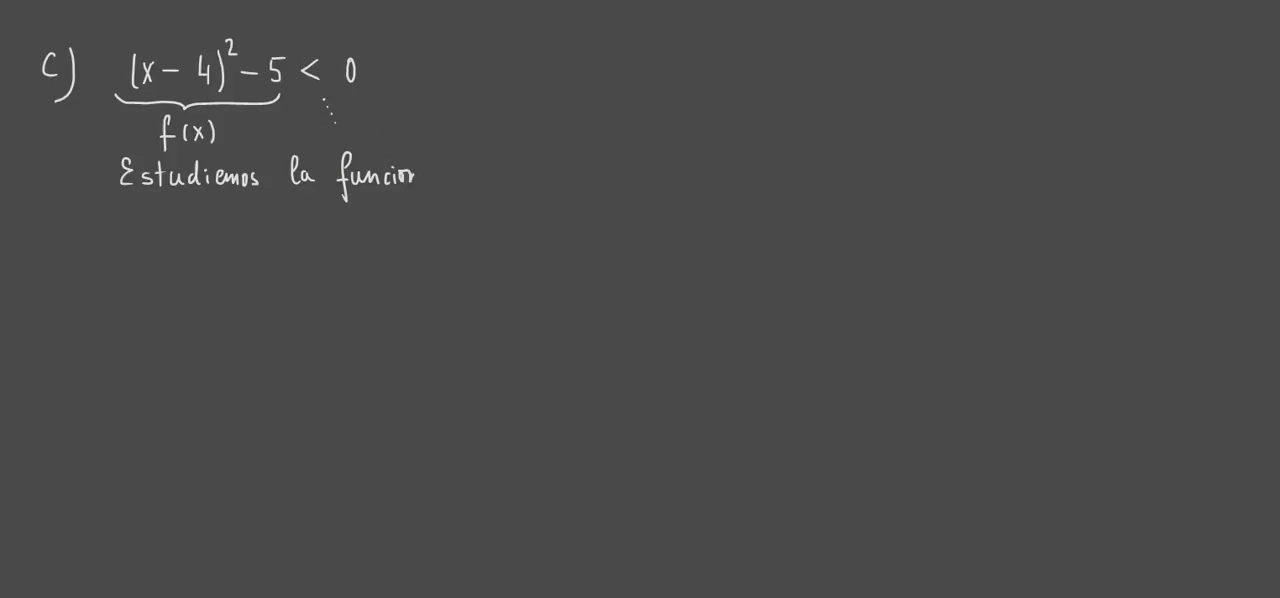 c) (x - 4)² - 5 < 0
f(x)
Estudiemos la funcion